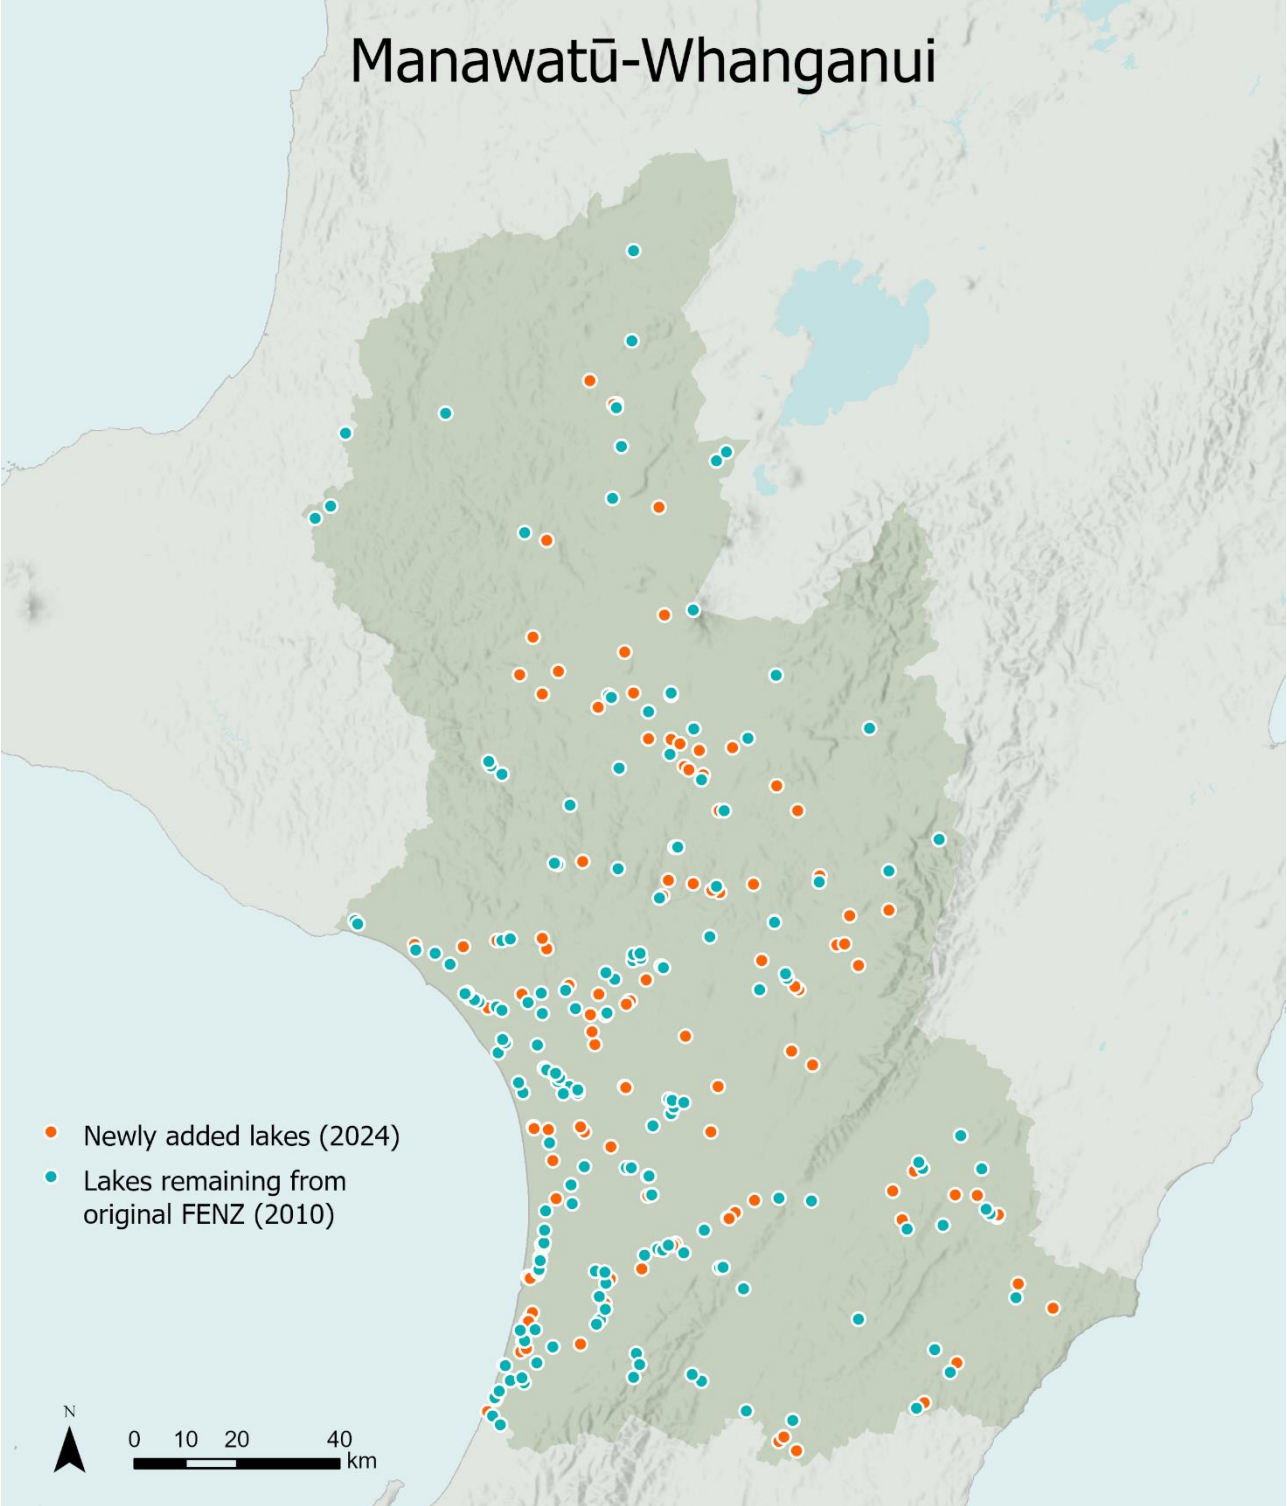 Manawatū-Whanganui
Newly added lakes (2024)
Lakes remaining from
original FENZ (2010)
N
0 10 20 40
km